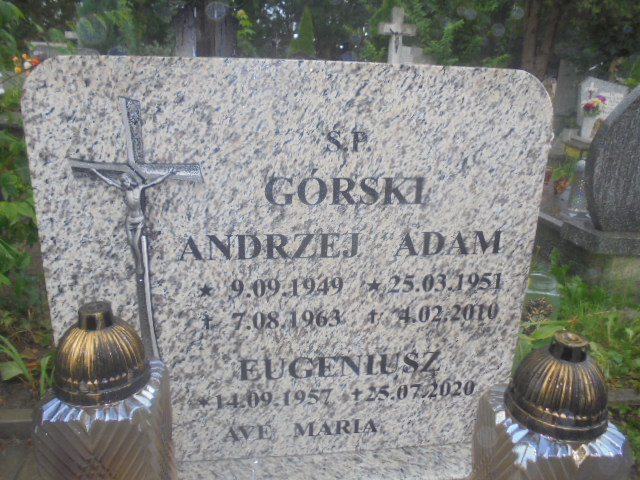 Ś.P.
GÓRSKI
ANDRZEJ ADAM
★ 9.09.1949 ★ 25.03.1951
† 7.08.1963 † 4.02.2010
EUGENIUSZ
★14.09.1957 †25.07.2020
AVE MARIA